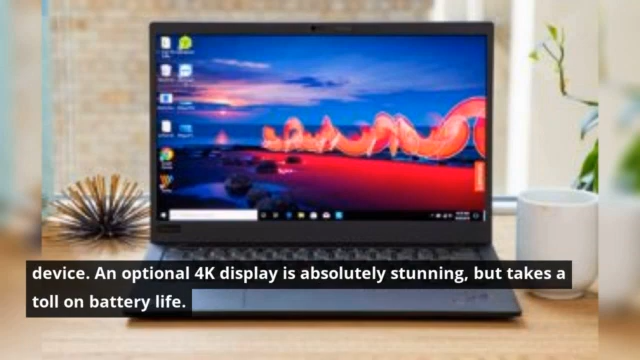 device. An optional 4K display is absolutely stunning, but takes a
toll on battery life.